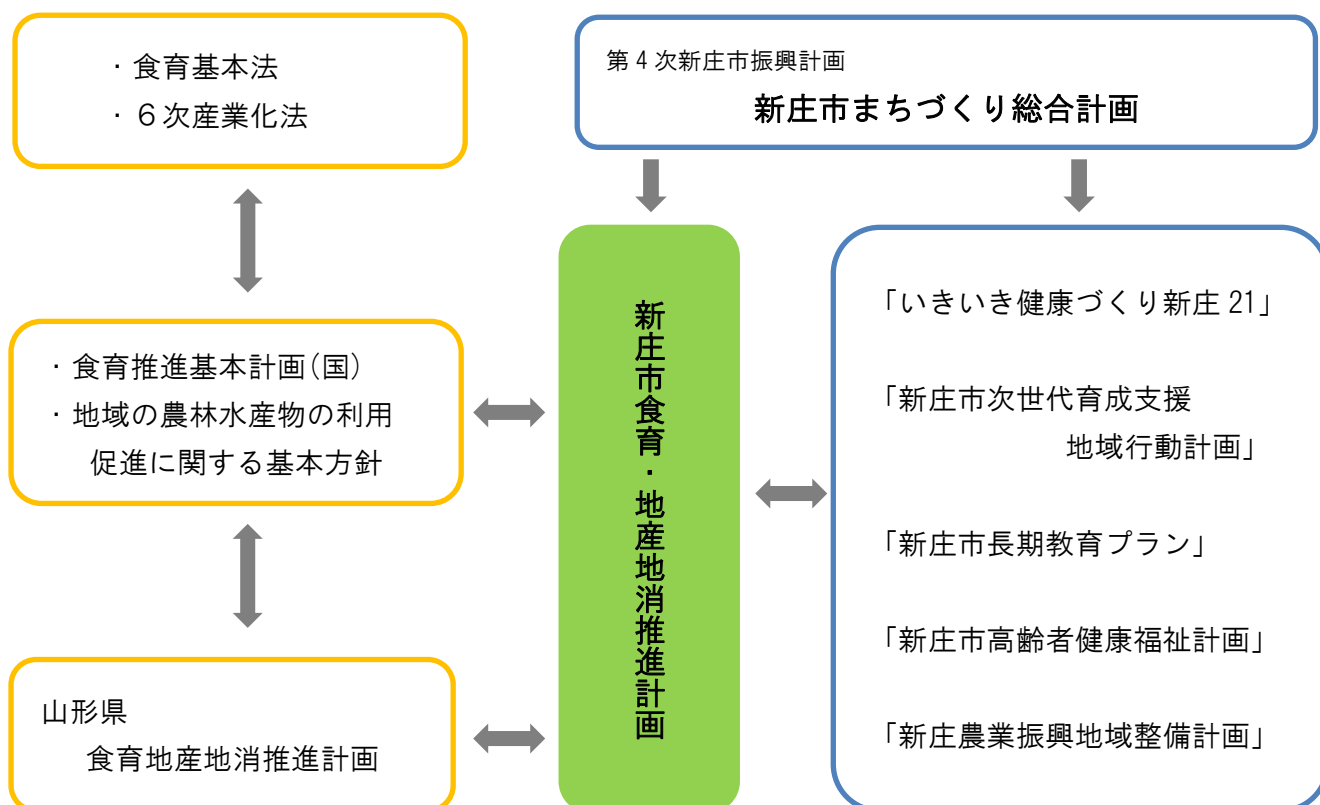 ・食育基本法
・６次産業化法
第4次新庄市振興計画
新庄市まちづくり総合計画
・食育推進基本計画(国)
・地域の農林水産物の利用
促進に関する基本方針
山形県
食育地産地消推進計画
新庄市食育・地産地消推進計画
「いきいき健康づくり新庄21」
「新庄市次世代育成支援
地域行動計画」
「新庄市長期教育プラン」
「新庄市高齢者健康福祉計画」
「新庄農業振興地域整備計画」